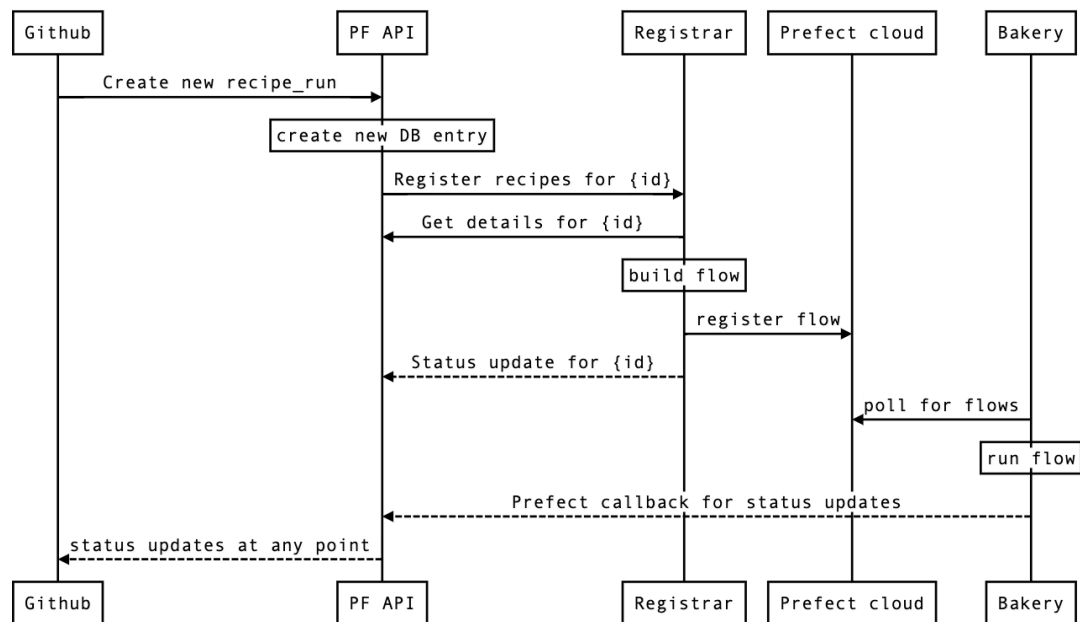 Github
PF API
Registrar
Prefect cloud
Bakery
Create new recipe_run
create new DB entry
Register recipes for {id}
Get details for {id}
build flow
register flow
Status update for {id}
poll for flows
run flow
Prefect callback for status updates
status updates at any point
Github
PF API
Registrar
Prefect cloud
Bakery